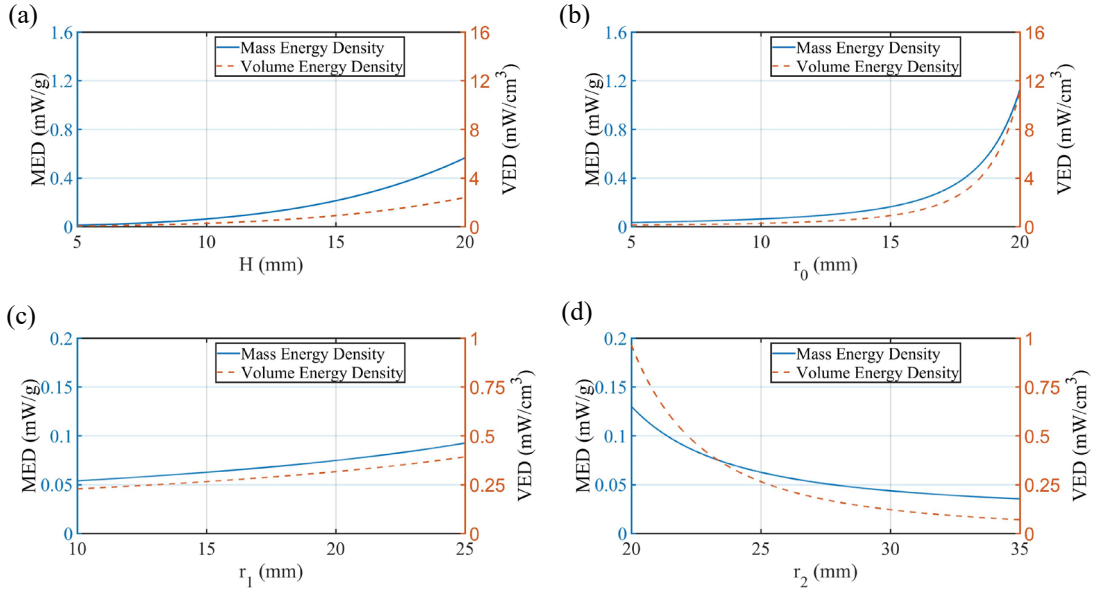 (a)
1.6
1.2
0.8
0.4
0
MED (mW/g)
Mass Energy Density
Volume Energy Density
16
12
8
4
0
VED (mW/cm³)
5
10
15
20
H (mm)
(b)
1.6
1.2
0.8
0.4
0
MED (mW/g)
Mass Energy Density
Volume Energy Density
16
12
8
4
0
VED (mW/cm³)
5
10
15
20
r₀ (mm)
(c)
0.2
0.15
0.1
0.05
0
MED (mW/g)
Mass Energy Density
Volume Energy Density
1
0.75
0.5
0.25
0
VED (mW/cm³)
10
15
20
25
r₁ (mm)
(d)
0.2
0.15
0.1
0.05
0
MED (mW/g)
Mass Energy Density
Volume Energy Density
1
0.75
0.5
0.25
0
VED (mW/cm³)
20
25
30
35
r₂ (mm)